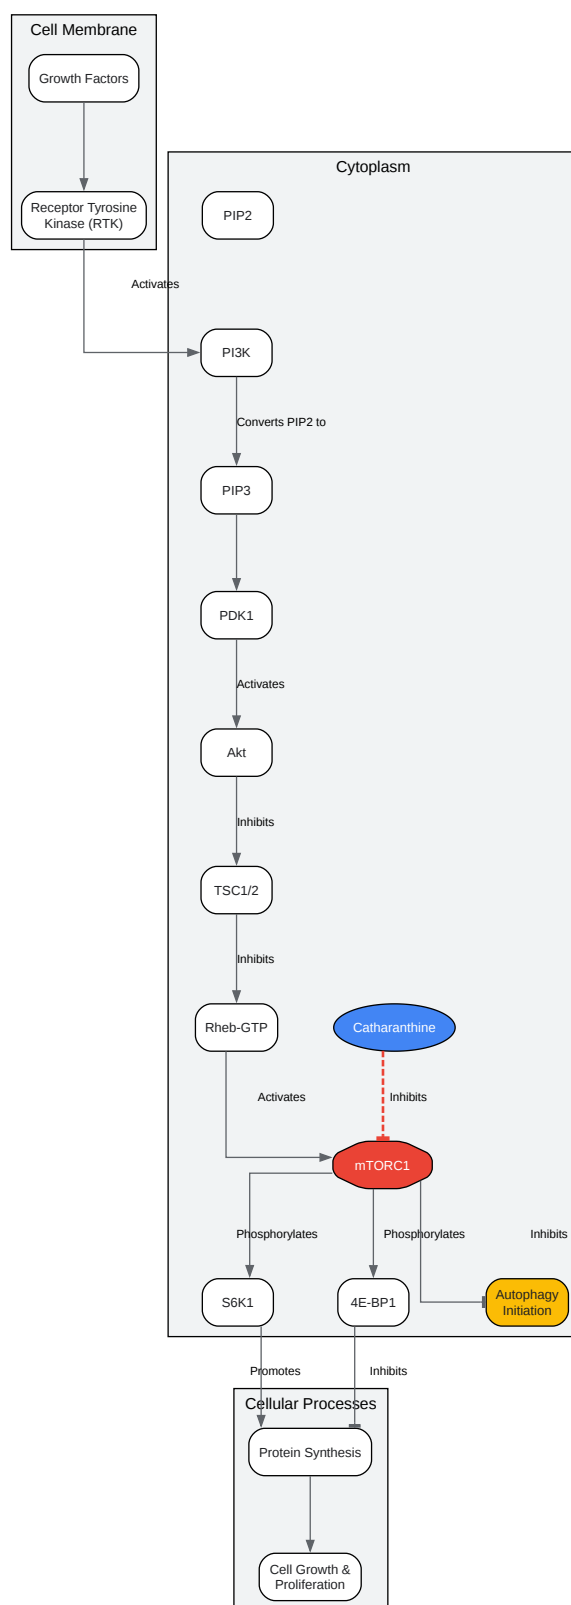 Cell Membrane
Growth Factors
Receptor Tyrosine
Kinase (RTK)
Cytoplasm
PIP2
Activates
PI3K
Converts PIP2 to
PIP3
PDK1
Activates
Akt
Inhibits
TSC1/2
Inhibits
Rheb-GTP
Catharanthine
Activates
Inhibits
mTORC1
Phosphorylates
Phosphorylates
Inhibits
S6K1
4E-BP1
Autophagy
Initiation
Promotes
Inhibits
Cellular Processes
Protein Synthesis
Cell Growth &
Proliferation